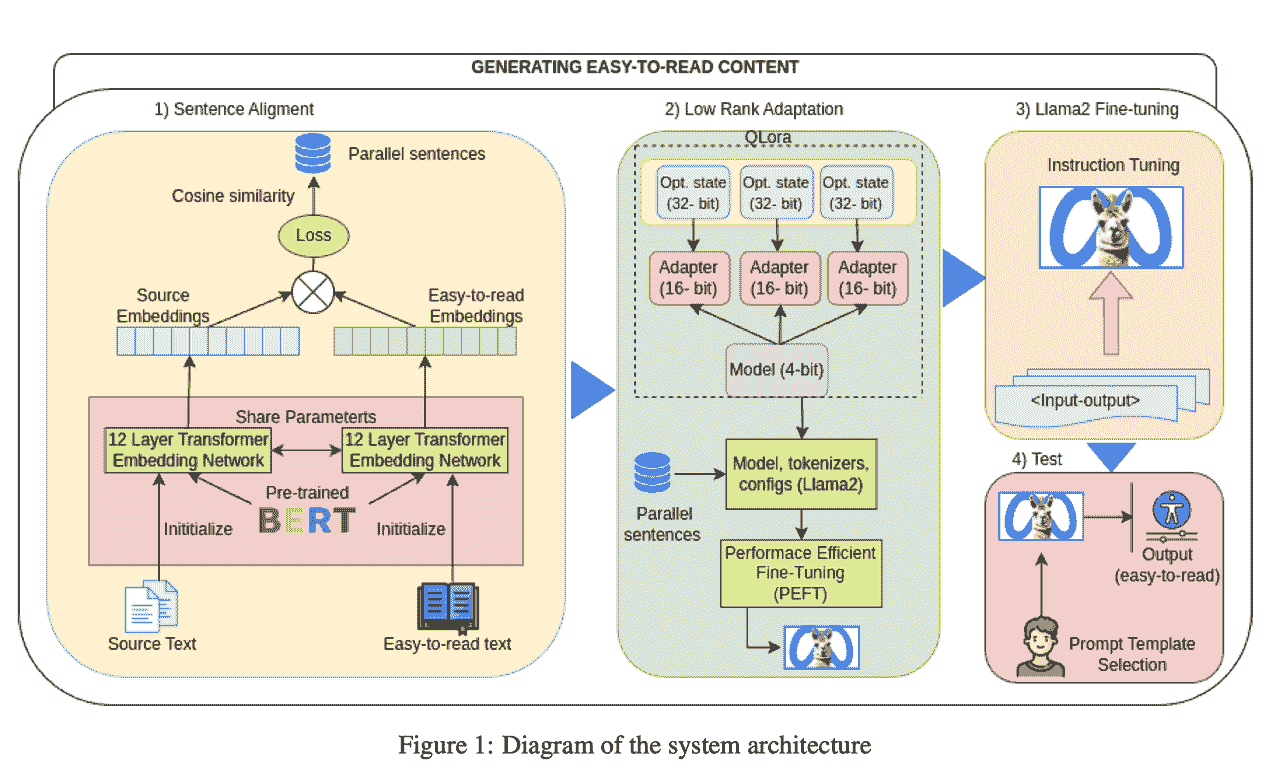 GENERATING EASY-TO-READ CONTENT
1) Sentence Aligment
Parallel sentences
Cosine similarity
Loss
Source
Embeddings
Easy-to-read
Embeddings
Share Parameterts
12 Layer Transformer
Embedding Network
12 Layer Transformer
Embedding Network
Pre-trained
BERT
Inititialize
Inititialize
Source Text
Easy-to-read text
2) Low Rank Adaptation
QLora
Opt. state
(32- bit)
Opt. state
(32- bit)
Opt. state
(32- bit)
Adapter
(16- bit)
Adapter
(16- bit)
Adapter
(16- bit)
Model (4-bit)
Parallel
sentences
Model, tokenizers,
configs (Llama2)
Performace Efficient
Fine-Tuning
(PEFT)
3) Llama2 Fine-tuning
Instruction Tuning
<Input-output>
4) Test
Output
(easy-to-read)
Prompt Template
Selection
Figure 1: Diagram of the system architecture